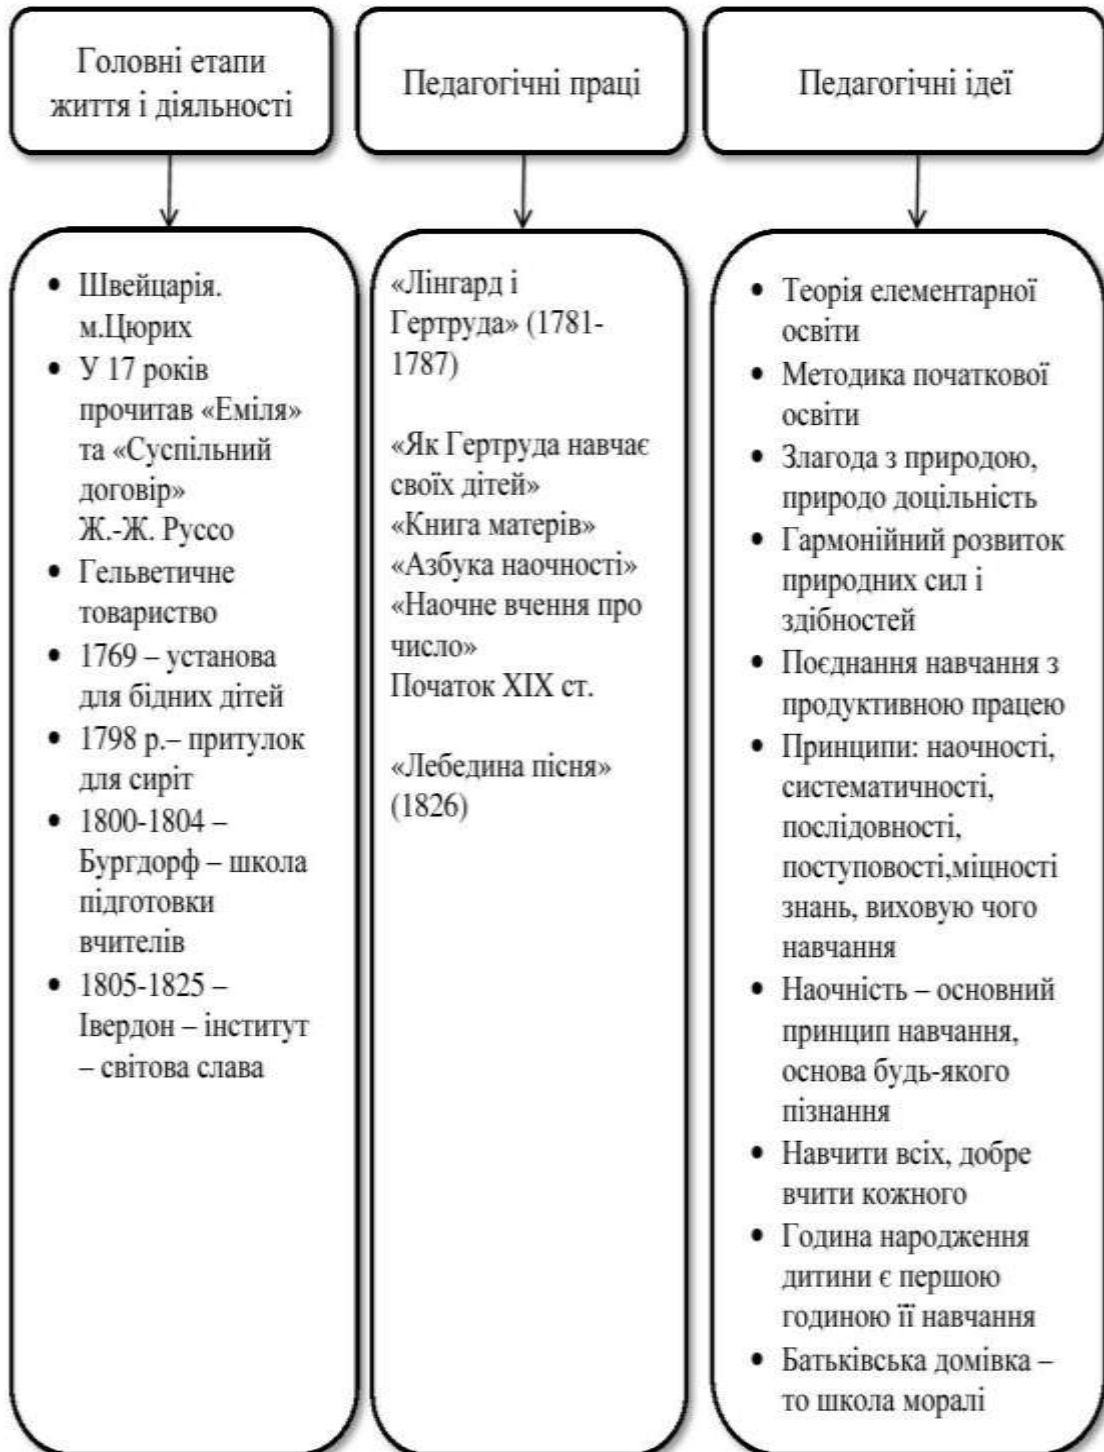 Головні етапи
життя і діяльності
Педагогічні праці
Педагогічні ідеї
• Швейцарія.
м.Цюрих
• У 17 років
прочитав «Еміля»
та «Суспільний
договір»
Ж.-Ж. Руссо
• Гельветичне
товариство
• 1769 – установа
для бідних дітей
• 1798 р.– притулок
для сиріт
• 1800-1804 –
Бургдорф – школа
підготовки
вчителів
• 1805-1825 –
Івердон – інститут
– світова слава
«Лінгард і
Гертруда» (1781-
1787)
«Як Гертруда навчає
своїх дітей»
«Книга матерів»
«Азбука наочності»
«Наочне вчення про
число»
Початок XIX ст.
«Лебедина пісня»
(1826)
• Теорія елементарної
освіти
• Методика початкової
освіти
• Злагода з природою,
природо доцільність
• Гармонійний розвиток
природних сил і
здібностей
• Поєднання навчання з
продуктивною працею
• Принципи: наочності,
систематичності,
послідовності,
поступовості,міцності
знань, виховую чого
навчання
• Наочність – основний
принцип навчання,
основа будь-якого
пізнання
• Навчити всіх, добре
вчити кожного
• Година народження
дитини є першою
годиною її навчання
• Батьківська домівка –
то школа моралі